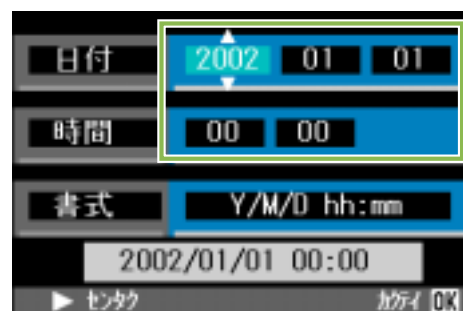 日付 2002 01 01
時間 00 00
書式 Y/M/D hh:mm
2002/01/01 00:00
▶ センタク カクテイ OK